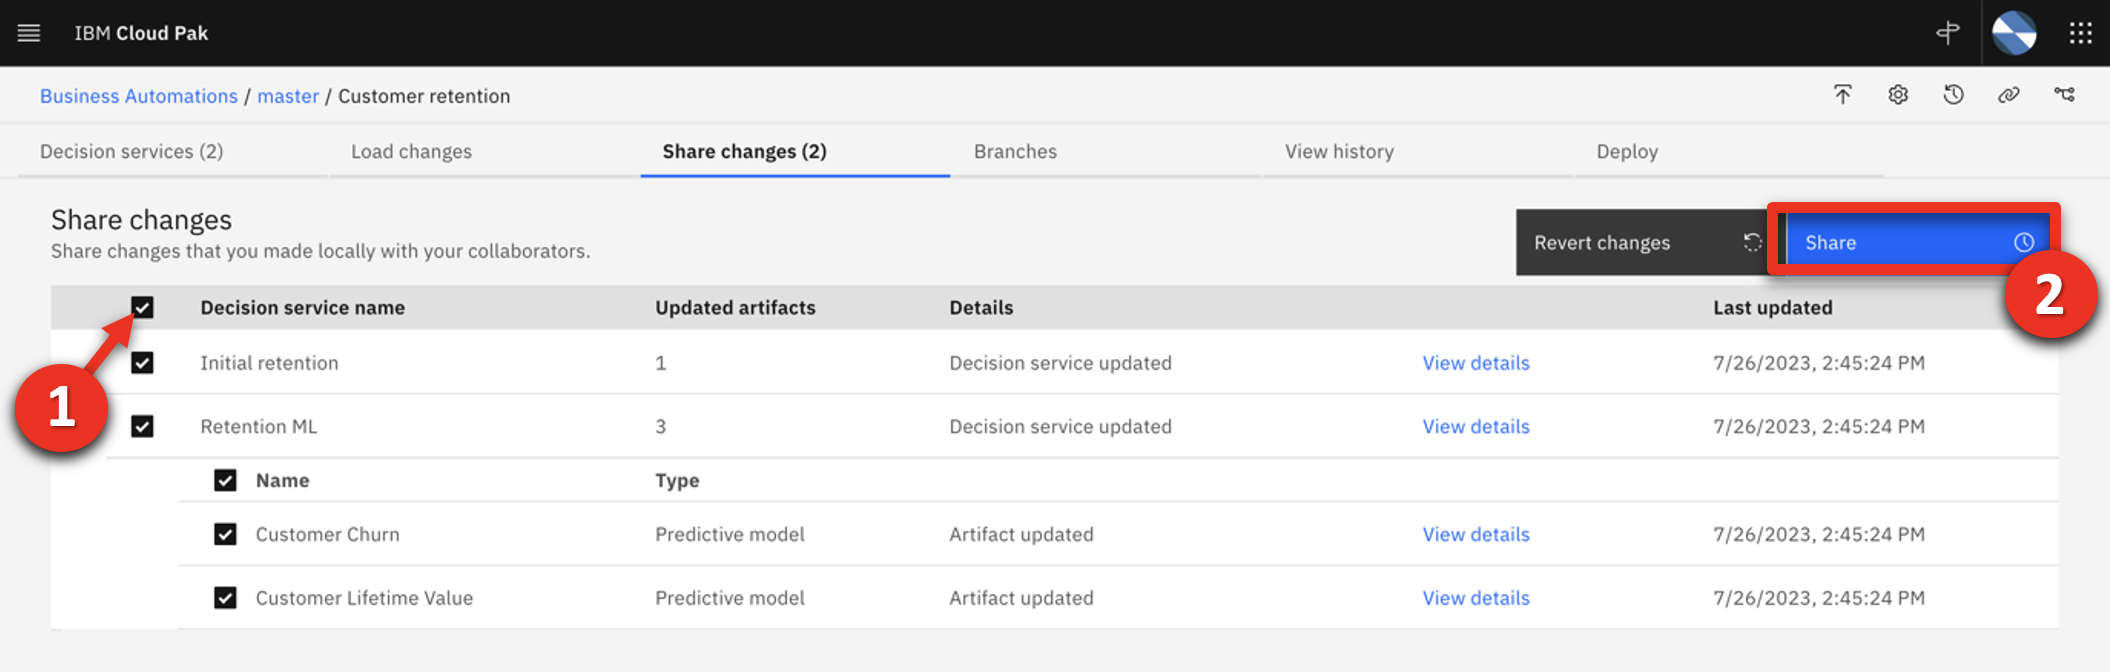 IBM Cloud Pak
Business Automations / master / Customer retention
Decision services (2) Load changes Share changes (2) Branches View history Deploy
Share changes
Share changes that you made locally with your collaborators.
Revert changes Share
2
Decision service name Updated artifacts Details Last updated
Initial retention 1 Decision service updated View details 7/26/2023, 2:45:24 PM
1
Retention ML 3 Decision service updated View details 7/26/2023, 2:45:24 PM
Name Type
Customer Churn Predictive model Artifact updated View details 7/26/2023, 2:45:24 PM
Customer Lifetime Value Predictive model Artifact updated View details 7/26/2023, 2:45:24 PM